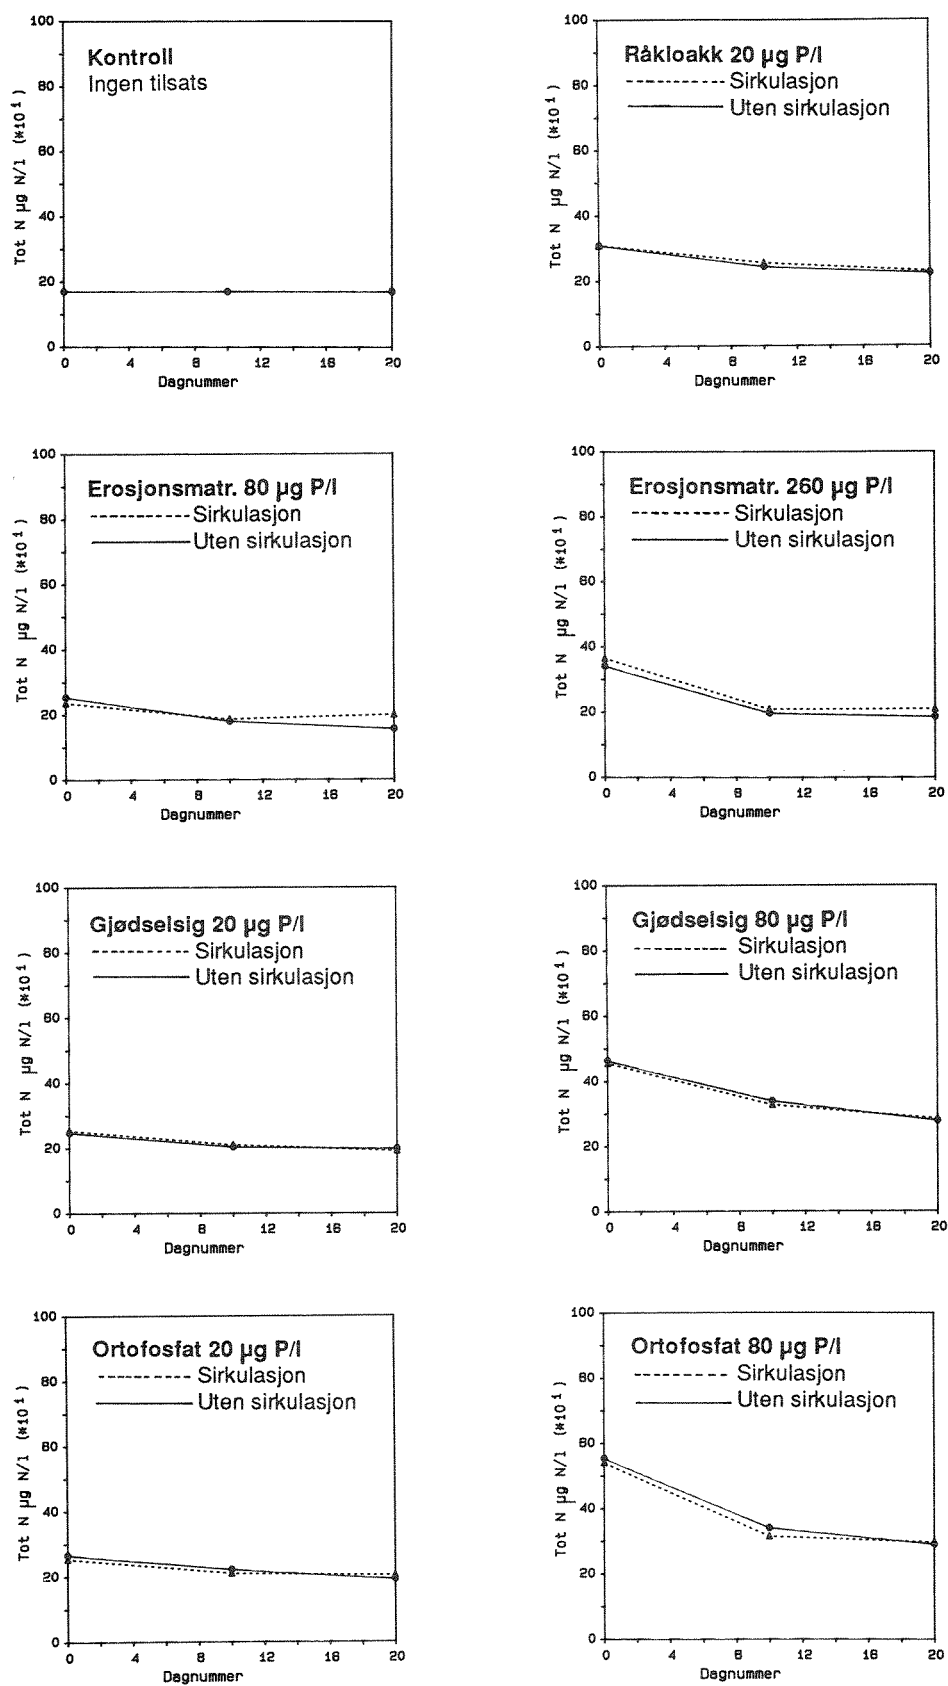 Kontroll
Ingen tilsats
Tot N µg N/l (*10¹)
100
80
60
40
20
0
0 4 8 12 16 20
Dagnummer
Råkloakk 20 µg P/l
Sirkulasjon
Uten sirkulasjon
Tot N µg N/l (*10¹)
100
80
60
40
20
0
0 4 8 12 16 20
Dagnummer
Erosjonsmatr. 80 µg P/l
Sirkulasjon
Uten sirkulasjon
Tot N µg N/l (*10¹)
100
80
60
40
20
0
0 4 8 12 16 20
Dagnummer
Erosjonsmatr. 260 µg P/l
Sirkulasjon
Uten sirkulasjon
Tot N µg N/l (*10¹)
100
80
60
40
20
0
0 4 8 12 16 20
Dagnummer
Gjødselsig 20 µg P/l
Sirkulasjon
Uten sirkulasjon
Tot N µg N/l (*10¹)
100
80
60
40
20
0
0 4 8 12 16 20
Dagnummer
Gjødselsig 80 µg P/l
Sirkulasjon
Uten sirkulasjon
Tot N µg N/l (*10¹)
100
80
60
40
20
0
0 4 8 12 16 20
Dagnummer
Ortofosfat 20 µg P/l
Sirkulasjon
Uten sirkulasjon
Tot N µg N/l (*10¹)
100
80
60
40
20
0
0 4 8 12 16 20
Dagnummer
Ortofosfat 80 µg P/l
Sirkulasjon
Uten sirkulasjon
Tot N µg N/l (*10¹)
100
80
60
40
20
0
0 4 8 12 16 20
Dagnummer